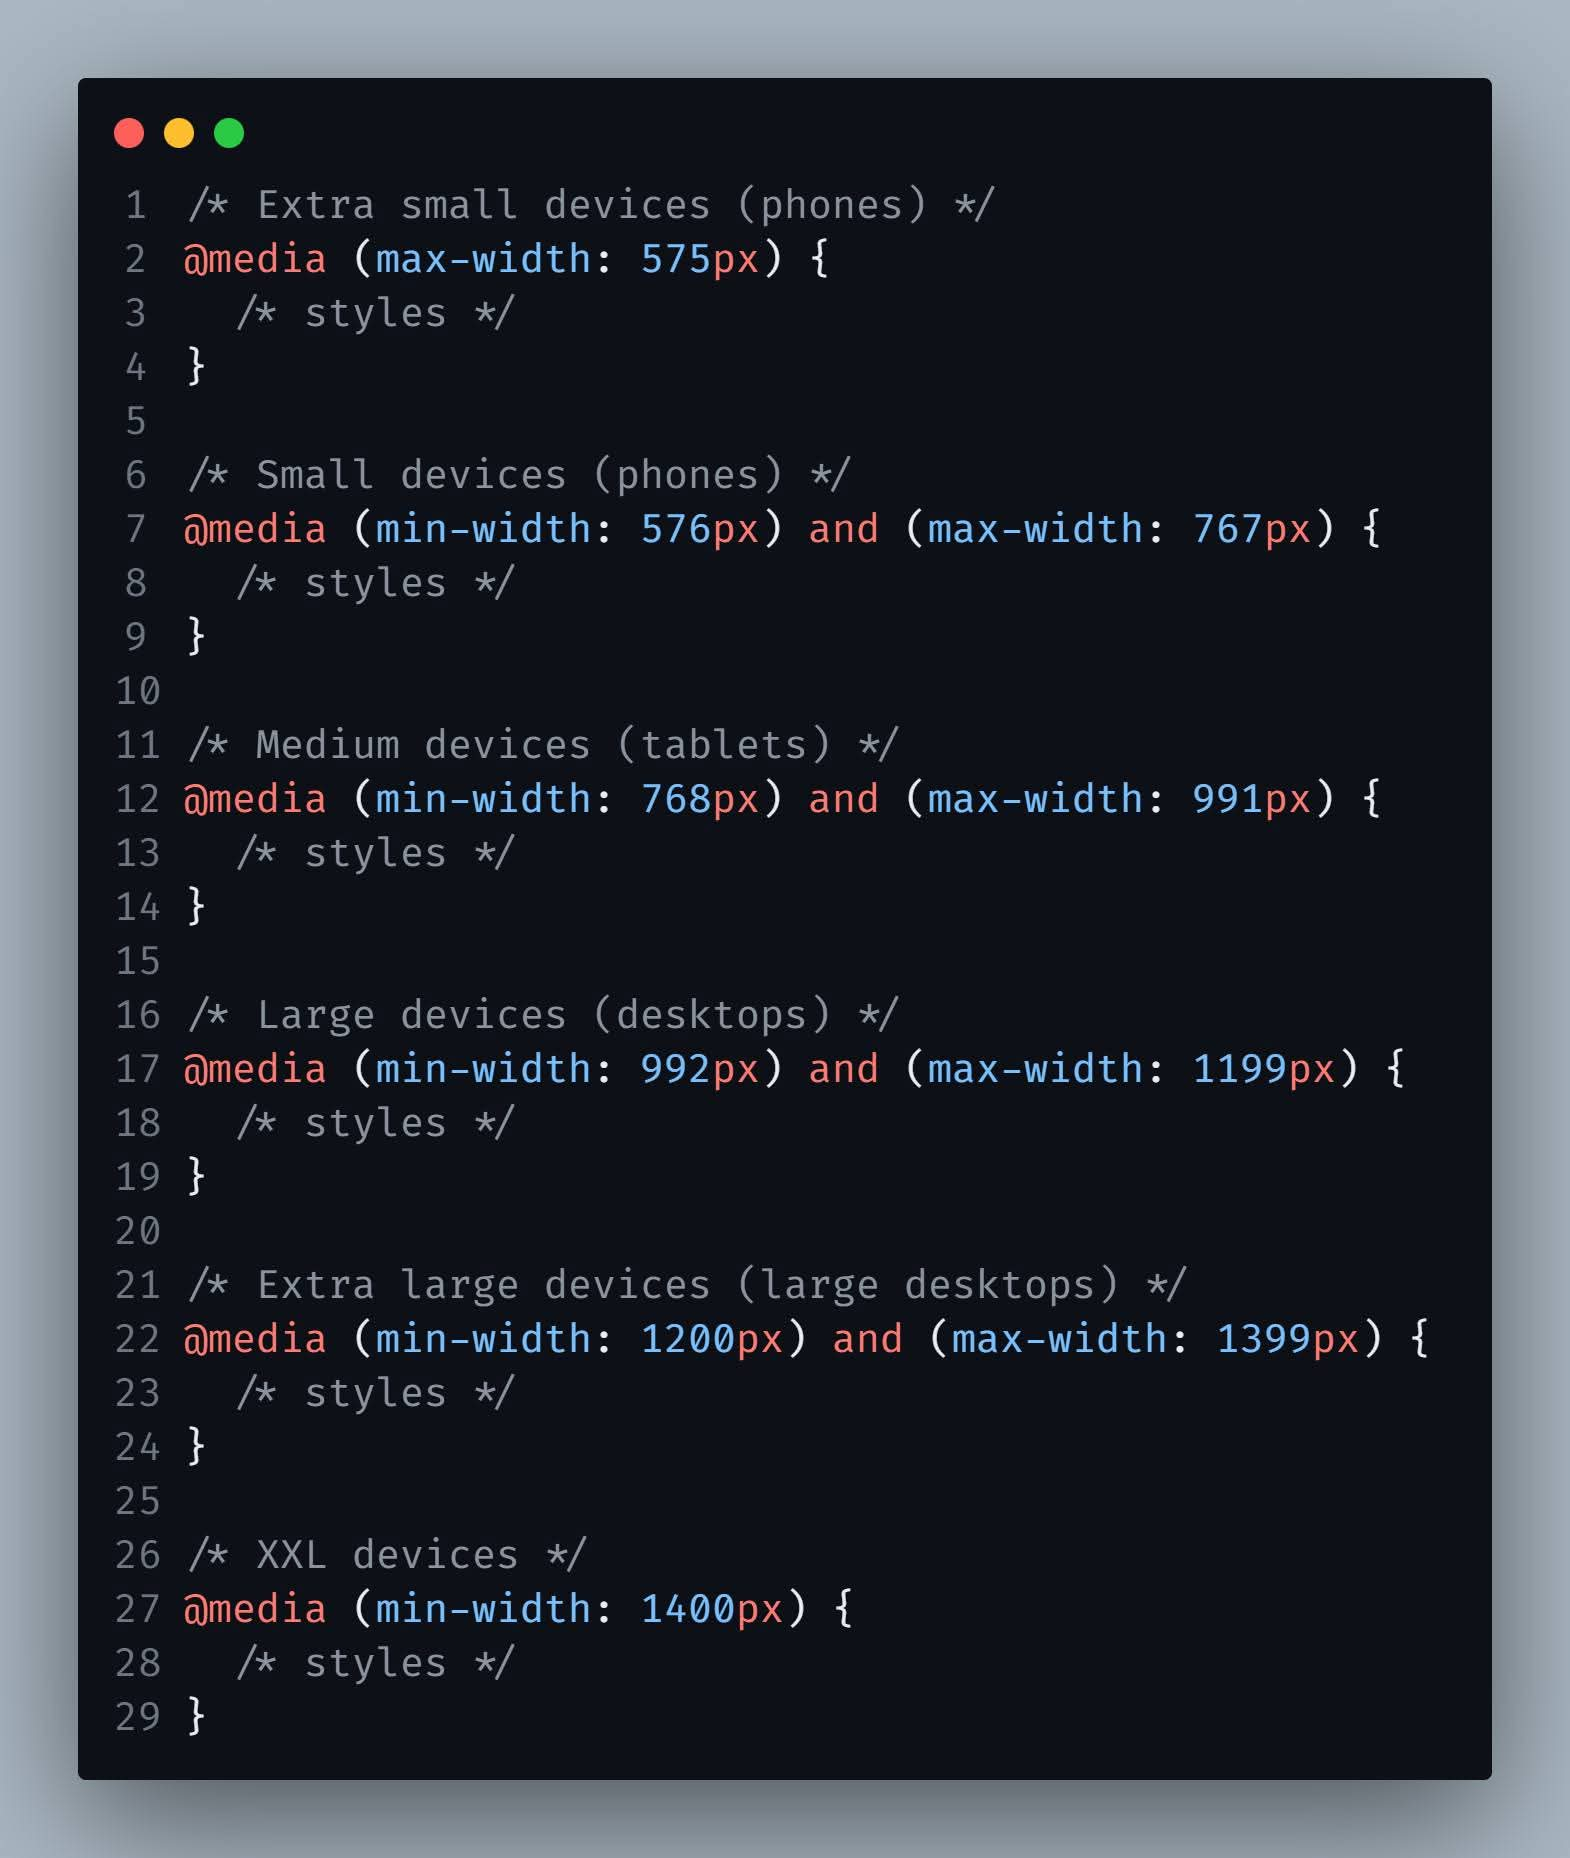 1 /* Extra small devices (phones) */
2 @media (max-width: 575px) {
3   /* styles */
4 }
5
6 /* Small devices (phones) */
7 @media (min-width: 576px) and (max-width: 767px) {
8   /* styles */
9 }
10
11 /* Medium devices (tablets) */
12 @media (min-width: 768px) and (max-width: 991px) {
13   /* styles */
14 }
15
16 /* Large devices (desktops) */
17 @media (min-width: 992px) and (max-width: 1199px) {
18   /* styles */
19 }
20
21 /* Extra large devices (large desktops) */
22 @media (min-width: 1200px) and (max-width: 1399px) {
23   /* styles */
24 }
25
26 /* XXL devices */
27 @media (min-width: 1400px) {
28   /* styles */
29 }